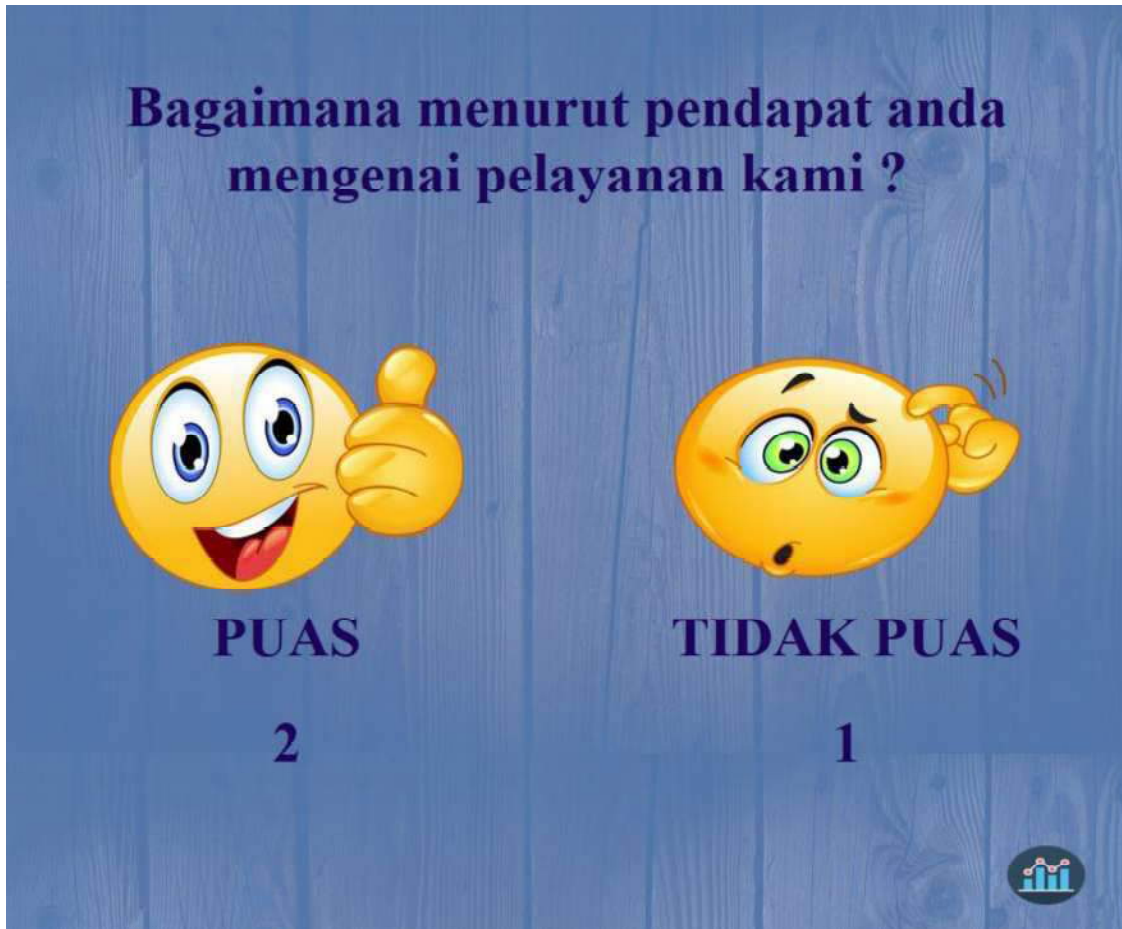 Bagaimana menurut pendapat anda
mengenai pelayanan kami ?
PUAS
TIDAK PUAS
2
1